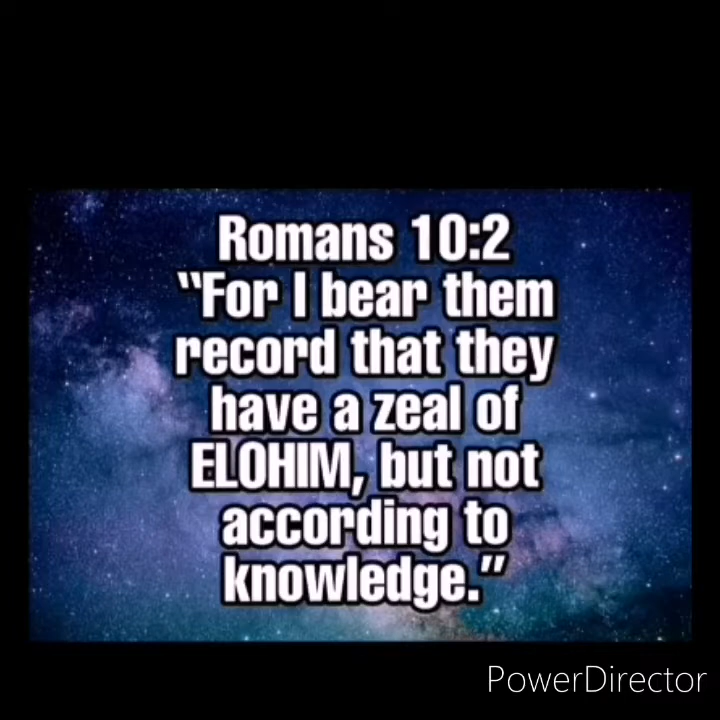 Romans 10:2
“For I bear them
record that they
have a zeal of
ELOHIM, but not
according to
knowledge.”
PowerDirector